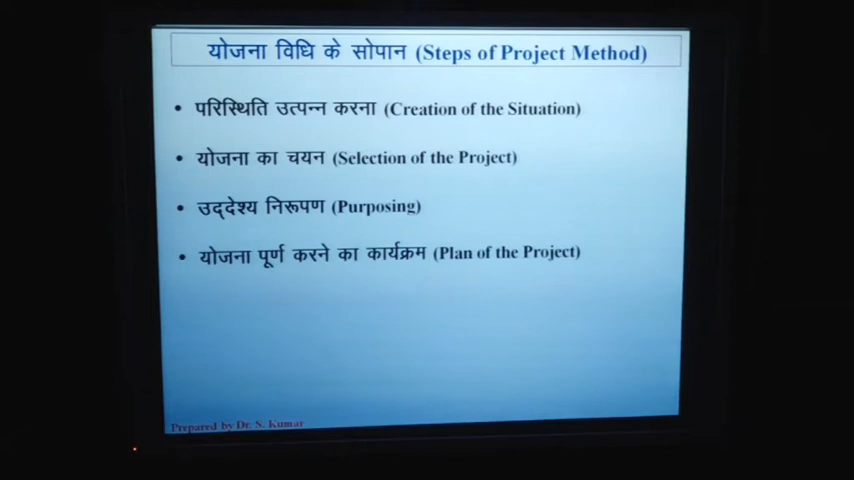 योजना विधि के सोपान (Steps of Project Method)
• परिस्थिति उत्पन्न करना (Creation of the Situation)
• योजना का चयन (Selection of the Project)
• उद्देश्य निरूपण (Purposing)
• योजना पूर्ण करने का कार्यक्रम (Plan of the Project)
Prepared by Dr. S. Kumar